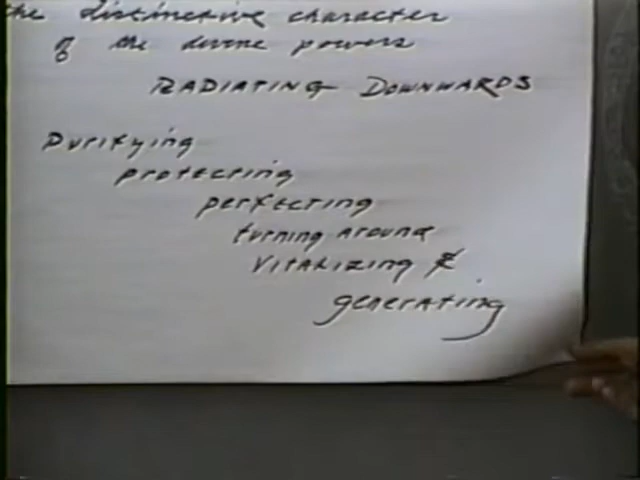 the distinctive character
of the divine powers
RADIATING DOWNWARDS
Purifying
protecting
perfecting
turning around
VITALIZING &
generating